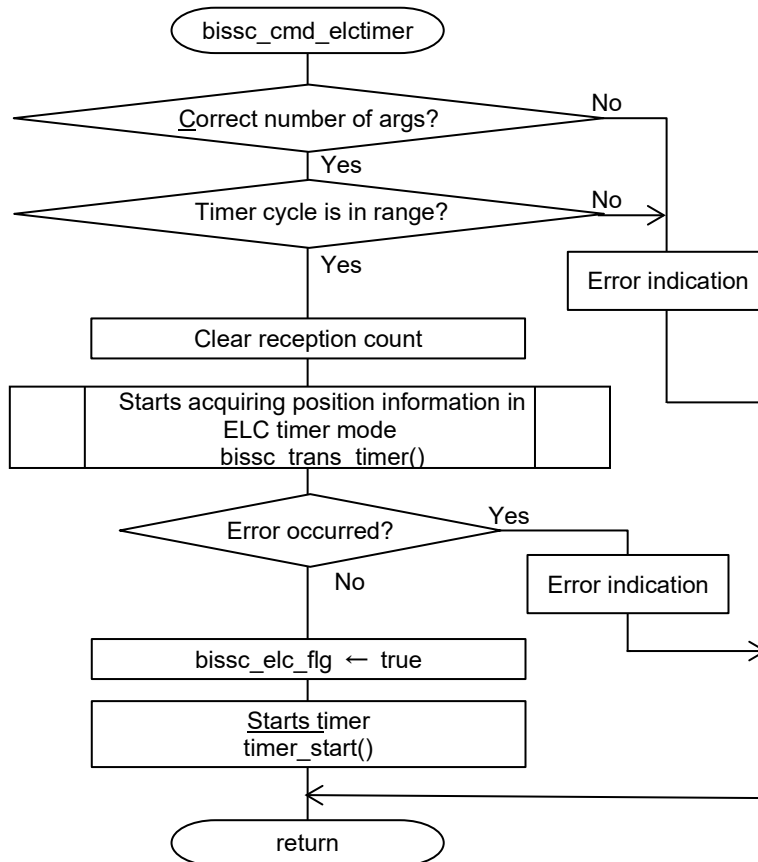 bissc_cmd_elctimer
Correct number of args?
No
Yes
Timer cycle is in range?
No
Yes
Error indication
Clear reception count
Starts acquiring position information in
ELC timer mode
bissc_trans_timer()
Error occurred?
Yes
No
Error indication
bissc_elc_flg ← true
Starts timer
timer_start()
return